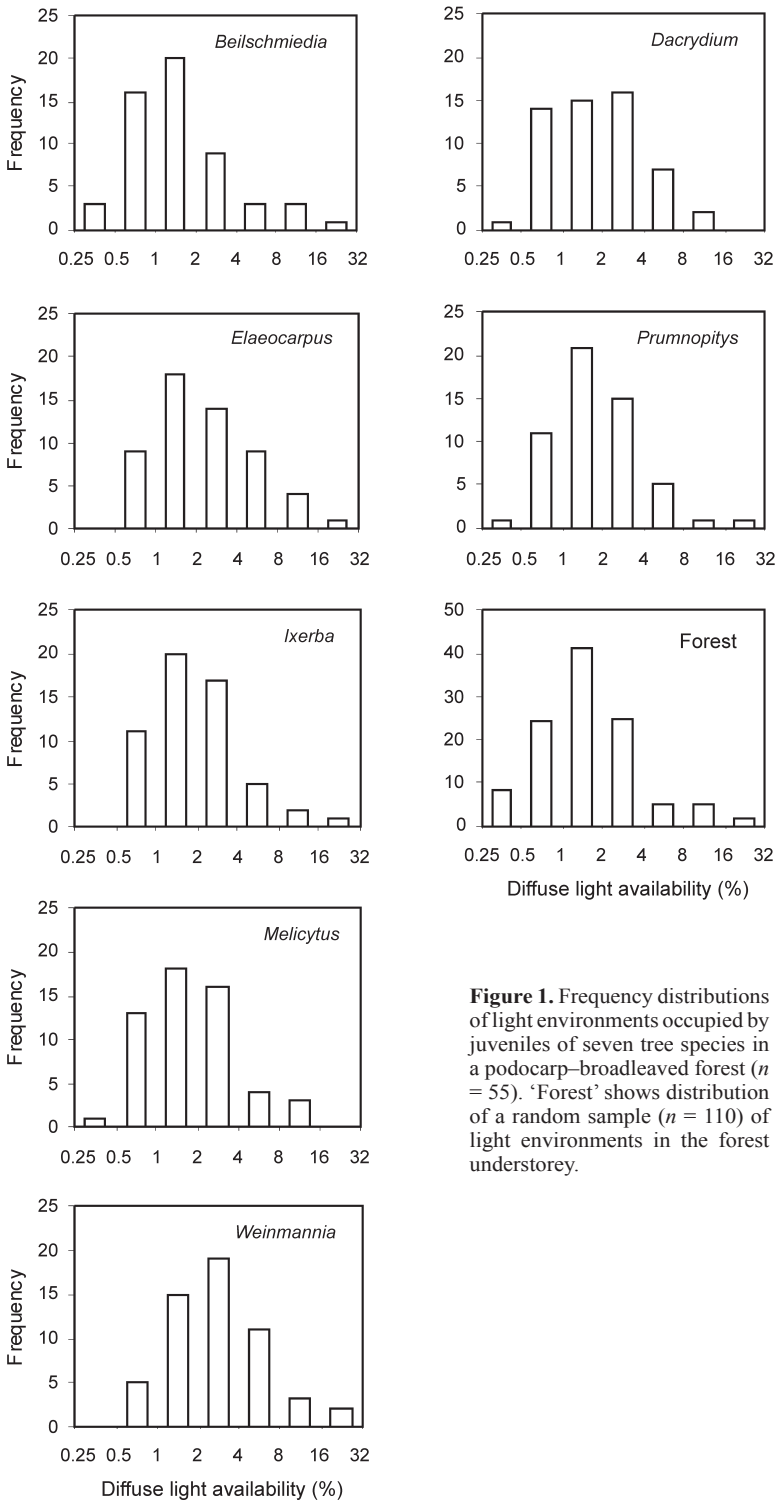 Beilschmiedia
Frequency
25
20
15
10
5
0
0.25 0.5 1 2 4 8 16 32
Dacrydium
25
20
15
10
5
0
0.25 0.5 1 2 4 8 16 32
Elaeocarpus
Frequency
25
20
15
10
5
0
0.25 0.5 1 2 4 8 16 32
Prumnopitys
25
20
15
10
5
0
0.25 0.5 1 2 4 8 16 32
Ixerba
Frequency
25
20
15
10
5
0
0.25 0.5 1 2 4 8 16 32
Forest
50
40
30
20
10
0
0.25 0.5 1 2 4 8 16 32
Diffuse light availability (%)
Melicytus
Frequency
25
20
15
10
5
0
0.25 0.5 1 2 4 8 16 32
Weinmannia
Frequency
25
20
15
10
5
0
0.25 0.5 1 2 4 8 16 32
Diffuse light availability (%)
Figure 1. Frequency distributions
of light environments occupied by
juveniles of seven tree species in
a podocarp–broadleaved forest (n
= 55). ‘Forest’ shows distribution
of a random sample (n = 110) of
light environments in the forest
understorey.